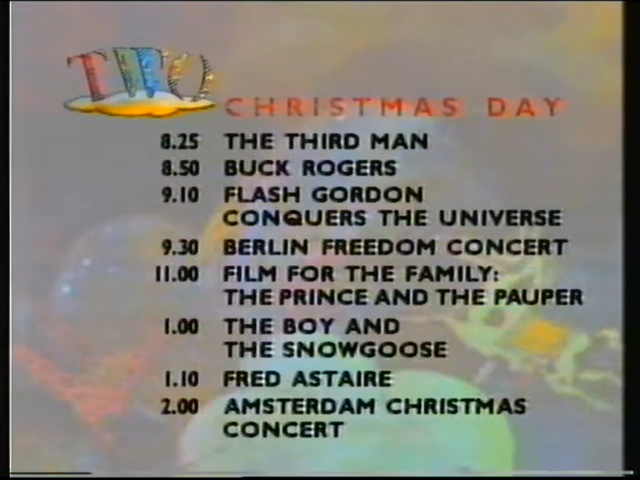 TWO
CHRISTMAS DAY
8.25 THE THIRD MAN
8.50 BUCK ROGERS
9.10 FLASH GORDON
CONQUERS THE UNIVERSE
9.30 BERLIN FREEDOM CONCERT
11.00 FILM FOR THE FAMILY:
THE PRINCE AND THE PAUPER
1.00 THE BOY AND
THE SNOWGOOSE
1.10 FRED ASTAIRE
2.00 AMSTERDAM CHRISTMAS
CONCERT